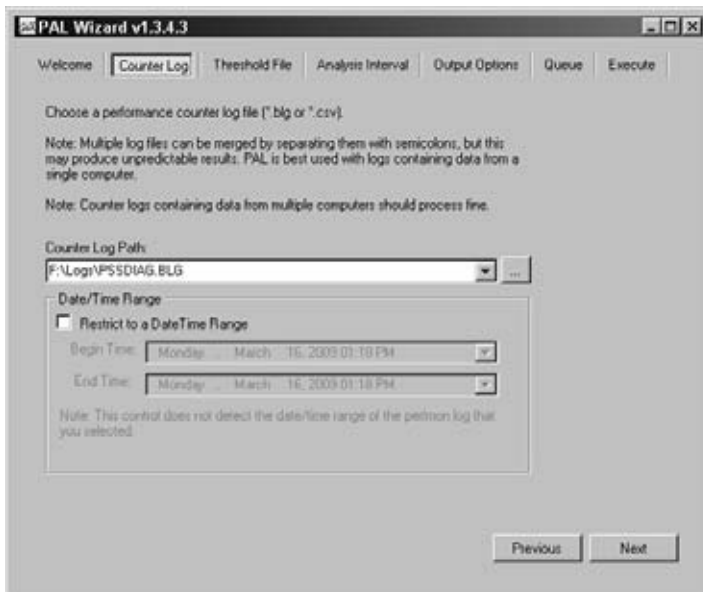 PAL Wizard v1.3.4.3
Welcome Counter Log Threshold File Analysis Interval Output Options Queue Execute
Choose a performance counter log file (*.blg or *.csv).
Note: Multiple log files can be merged by separating them with semicolons, but this
may produce unpredictable results. PAL is best used with logs containing data from a
single computer.
Note: Counter logs containing data from multiple computers should process fine.
Counter Log Path:
F:\Logs\PSSDIAG.BLG
...
Date/Time Range
Restrict to a DateTime Range
Begin Time: Monday , March 16, 2009 01:18 PM
End Time: Monday , March 16, 2009 01:18 PM
Note: This control does not detect the date/time range of the perfmon log that
you selected.
Previous Next